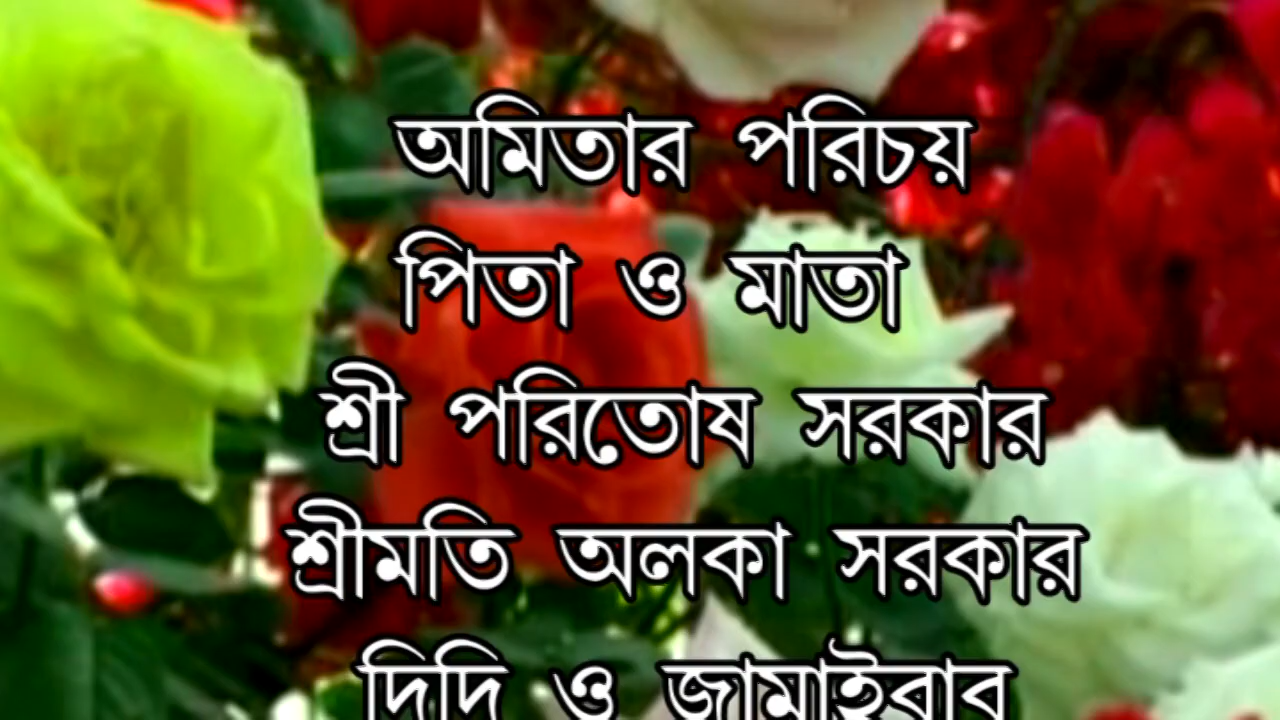 অমিতার পরিচয়
পিতা ও মাতা
শ্রী পরিতোষ সরকার
শ্রীমতি অলকা সরকার
দিদি ও জামাইবাবু